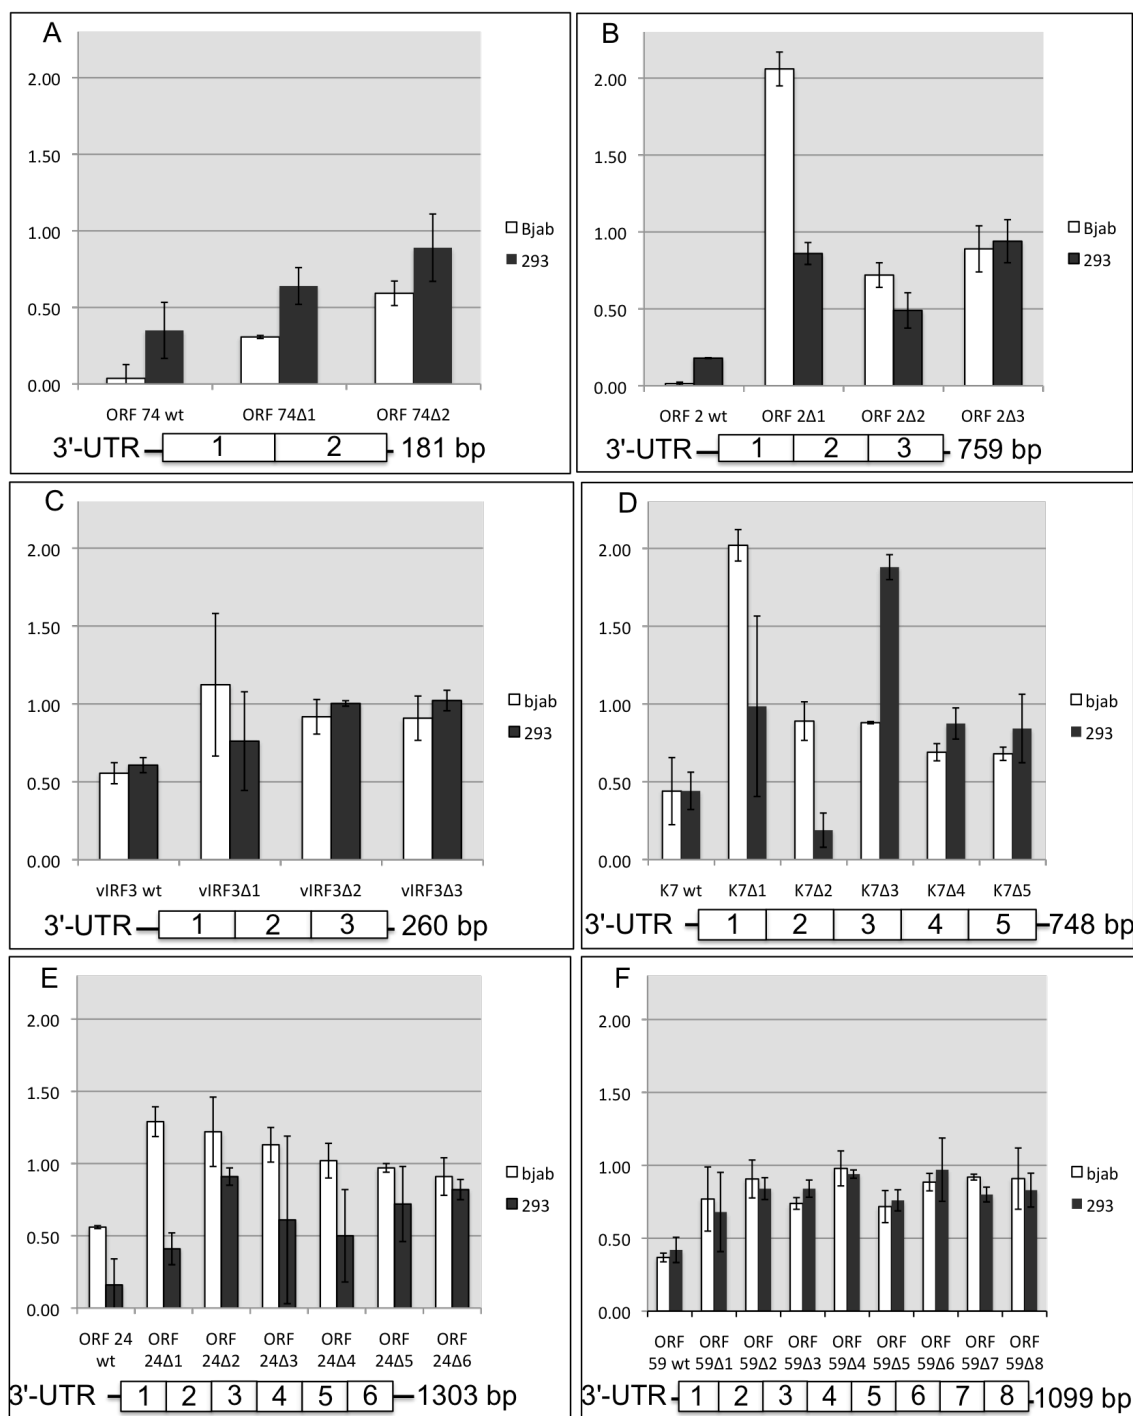 A
2.00
1.50
1.00
0.50
0.00
Bjab
293
ORF 74 wt ORF 74Δ1 ORF 74Δ2
3'-UTR 1 2 181 bp
B
2.00
1.50
1.00
0.50
0.00
Bjab
293
ORF 2 wt ORF 2Δ1 ORF 2Δ2 ORF 2Δ3
3'-UTR 1 2 3 759 bp
C
2.00
1.50
1.00
0.50
0.00
bjab
293
vIRF3 wt vIRF3Δ1 vIRF3Δ2 vIRF3Δ3
3'-UTR 1 2 3 260 bp
D
2.00
1.50
1.00
0.50
0.00
bjab
293
K7 wt K7Δ1 K7Δ2 K7Δ3 K7Δ4 K7Δ5
3'-UTR 1 2 3 4 5 748 bp
E
2.00
1.50
1.00
0.50
0.00
bjab
293
ORF 24 ORF ORF ORF ORF ORF ORF
wt 24Δ1 24Δ2 24Δ3 24Δ4 24Δ5 24Δ6
3'-UTR 1 2 3 4 5 6 1303 bp
F
2.00
1.50
1.00
0.50
0.00
bjab
293
ORF ORF ORF ORF ORF ORF ORF ORF ORF
59 wt 59Δ1 59Δ2 59Δ3 59Δ4 59Δ5 59Δ6 59Δ7 59Δ8
3'-UTR 1 2 3 4 5 6 7 8 1099 bp